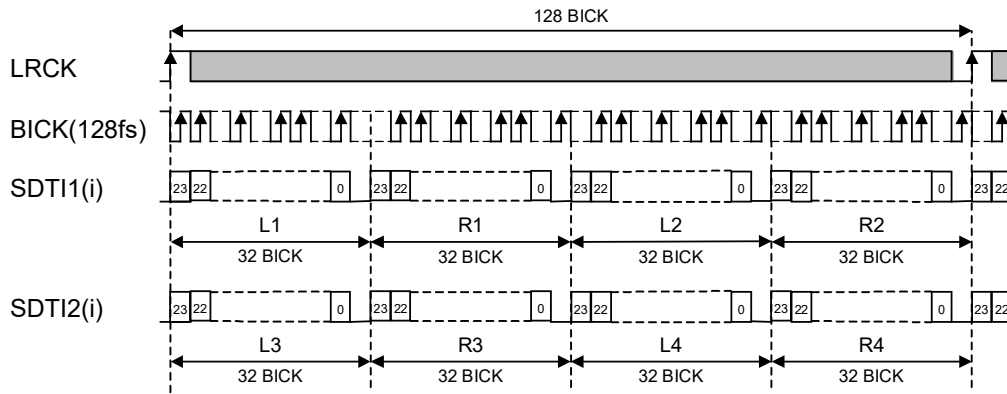 128 BICK
LRCK
BICK(128fs)
SDTI1(i)
23 22 0 23 22 0 23 22 0 23 22 0 23 22
L1 R1 L2 R2
32 BICK 32 BICK 32 BICK 32 BICK
SDTI2(i)
23 22 0 23 22 0 23 22 0 23 22 0 23 22
L3 R3 L4 R4
32 BICK 32 BICK 32 BICK 32 BICK